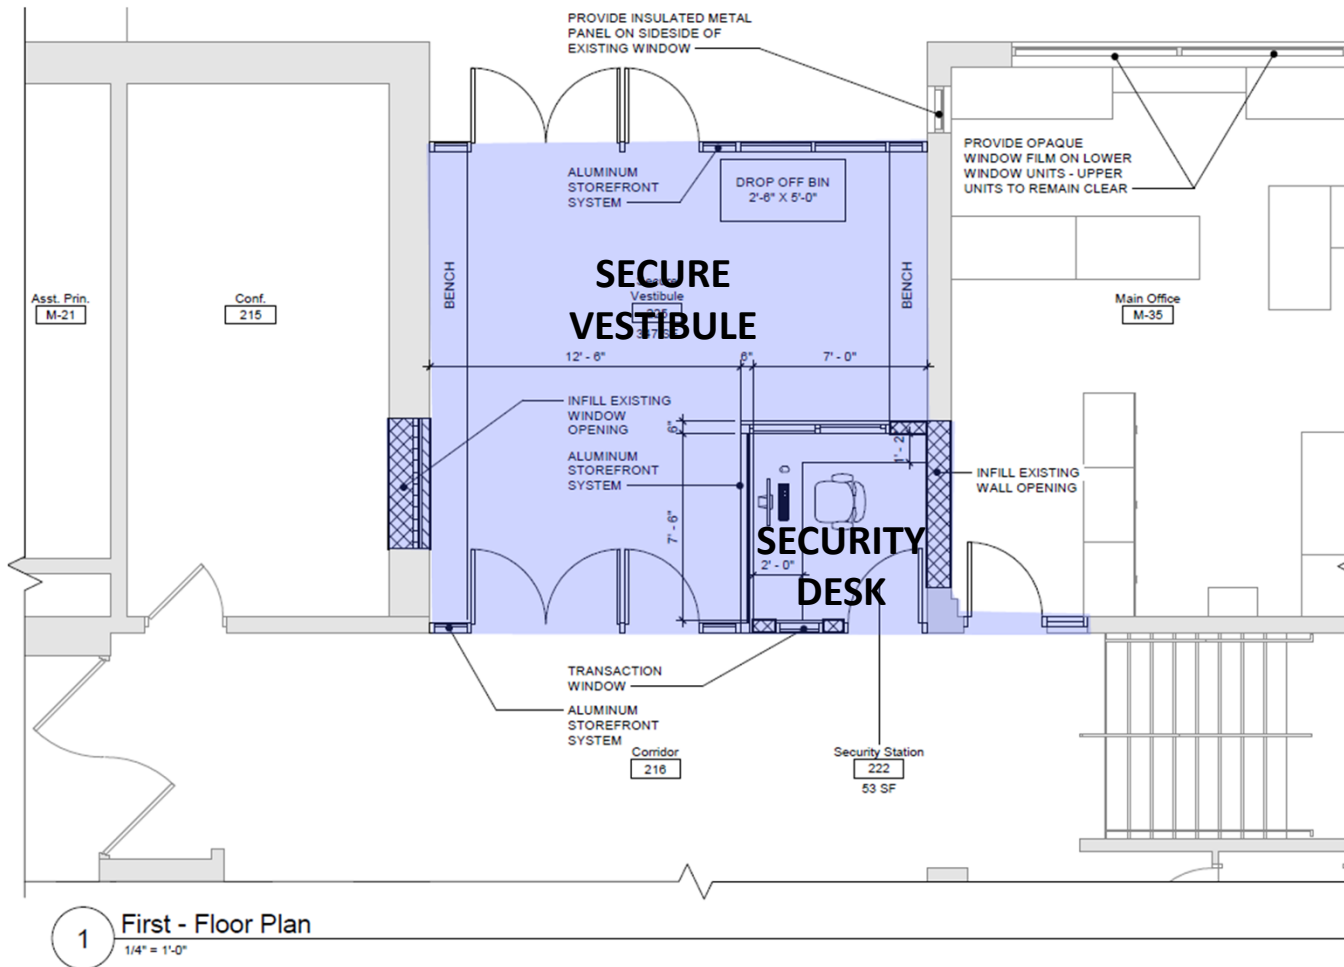 PROVIDE INSULATED METAL
PANEL ON SIDESIDE OF
EXISTING WINDOW
PROVIDE OPAQUE
WINDOW FILM ON LOWER
WINDOW UNITS - UPPER
UNITS TO REMAIN CLEAR
ALUMINUM
STOREFRONT
SYSTEM
DROP OFF BIN
2'-6" X 5'-0"
BENCH
SECURE
Vestibule
VESTIBULE
BENCH
Asst. Prin.
M-21
Conf.
215
Main Office
M-35
12' - 6"
6"
7' - 0"
INFILL EXISTING
WINDOW
OPENING
6"
ALUMINUM
STOREFRONT
SYSTEM
7' - 6"
INFILL EXISTING
WALL OPENING
SECURITY
DESK
2' - 0"
TRANSACTION
WINDOW
ALUMINUM
STOREFRONT
SYSTEM
Corridor
216
Security Station
222
53 SF
1
First - Floor Plan
1/4" = 1'-0"